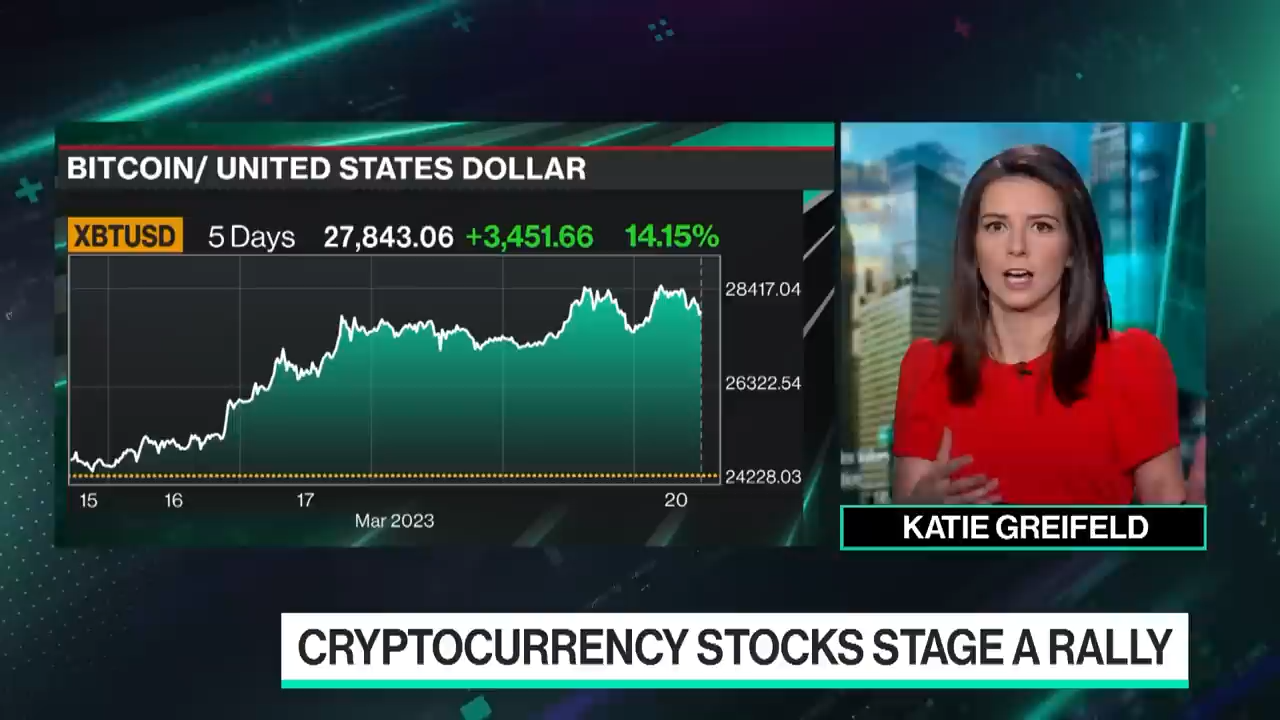 BITCOIN/ UNITED STATES DOLLAR
XBTUSD 5 Days 27,843.06 +3,451.66 14.15%
28417.04
26322.54
24228.03
15 16 17 20
Mar 2023
KATIE GREIFELD
CRYPTOCURRENCY STOCKS STAGE A RALLY